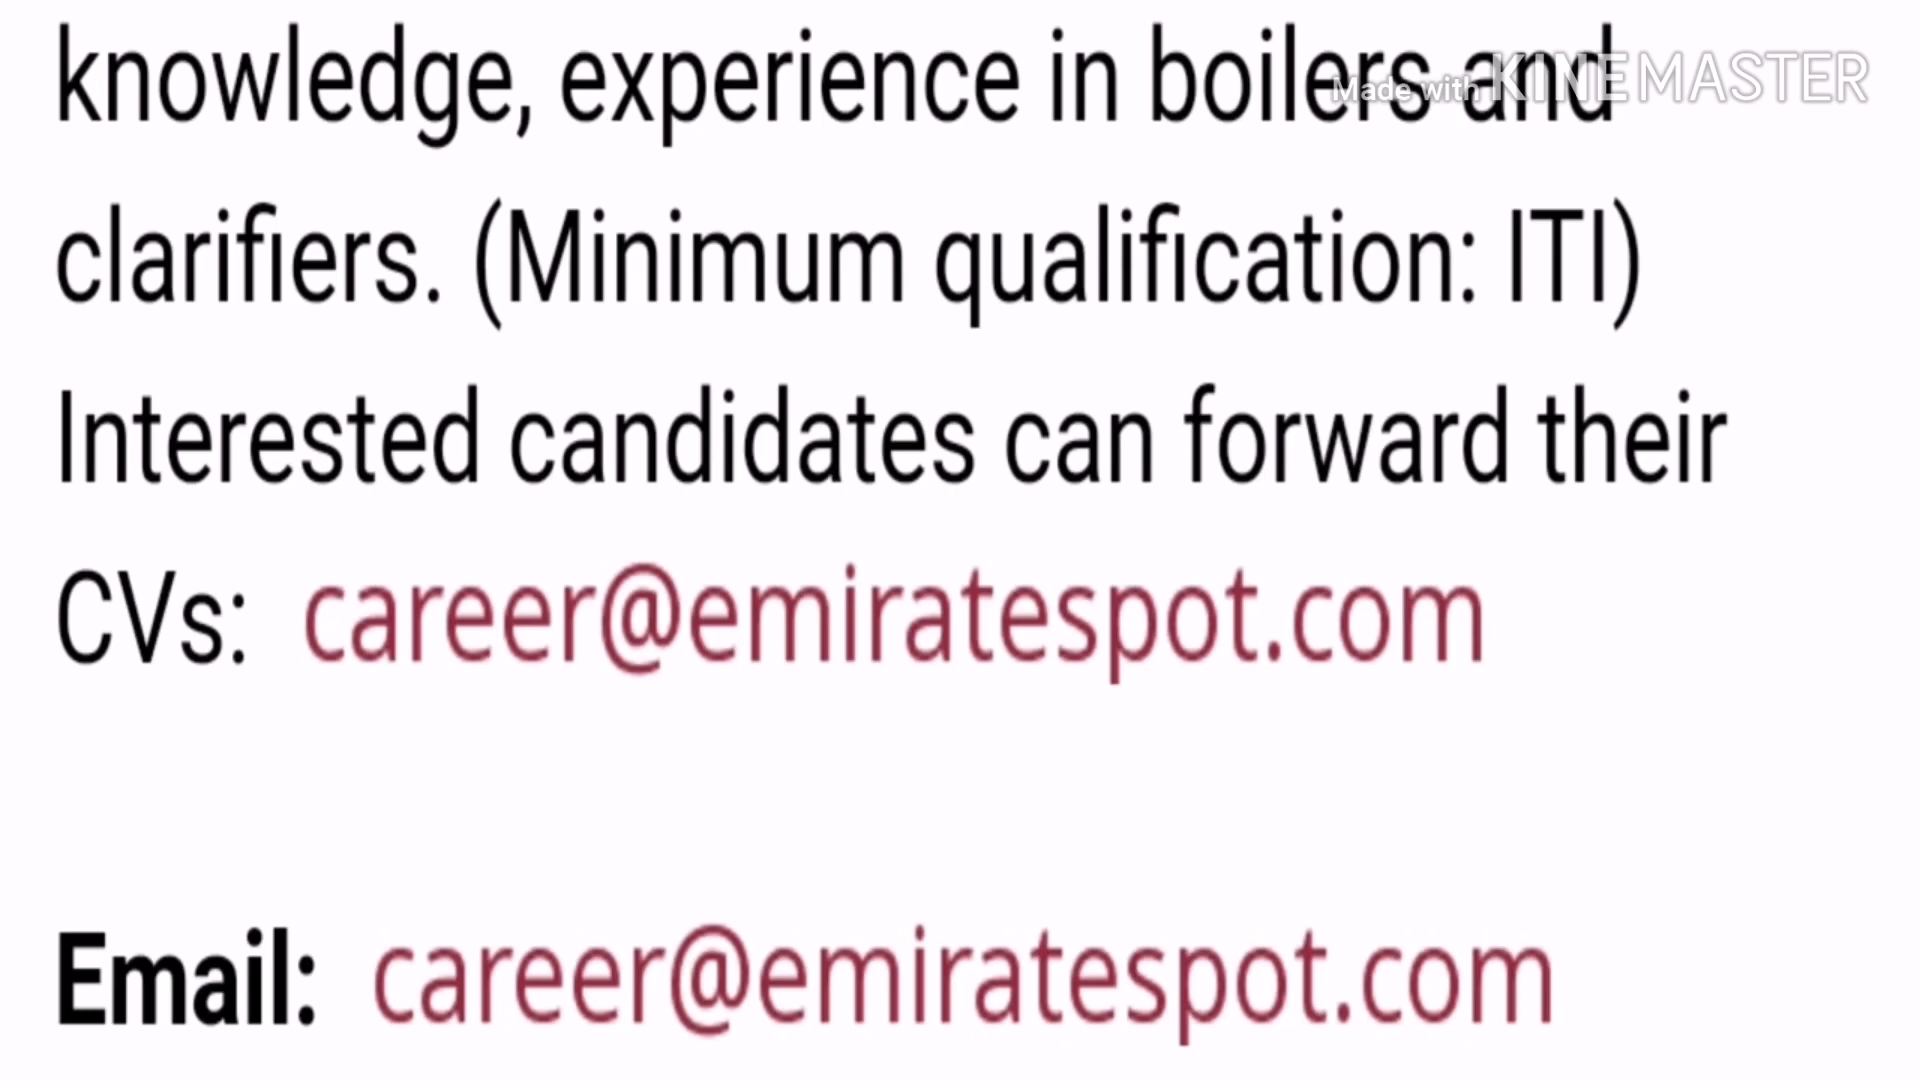 knowledge, experience in boilers and
Made with KINEMASTER
clarifiers. (Minimum qualification: ITI)
Interested candidates can forward their
CVs: career@emiratespot.com
Email: career@emiratespot.com